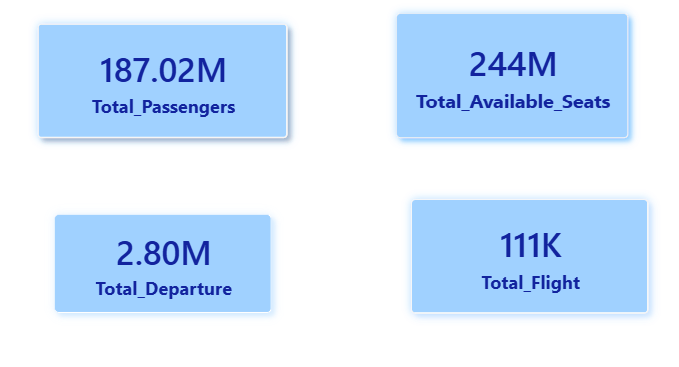 187.02M
Total_Passengers
244M
Total_Available_Seats
2.80M
Total_Departure
111K
Total_Flight